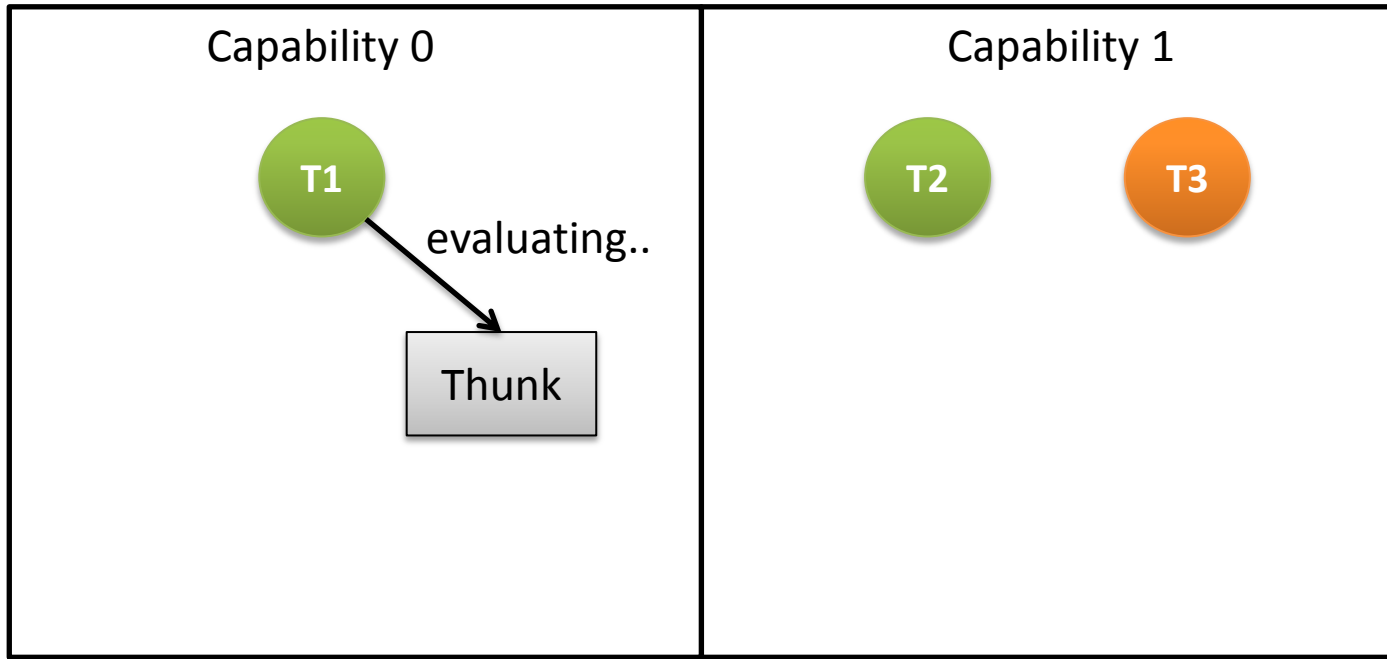 Capability 0
Capability 1
T1
T2
T3
evaluating..
Thunk